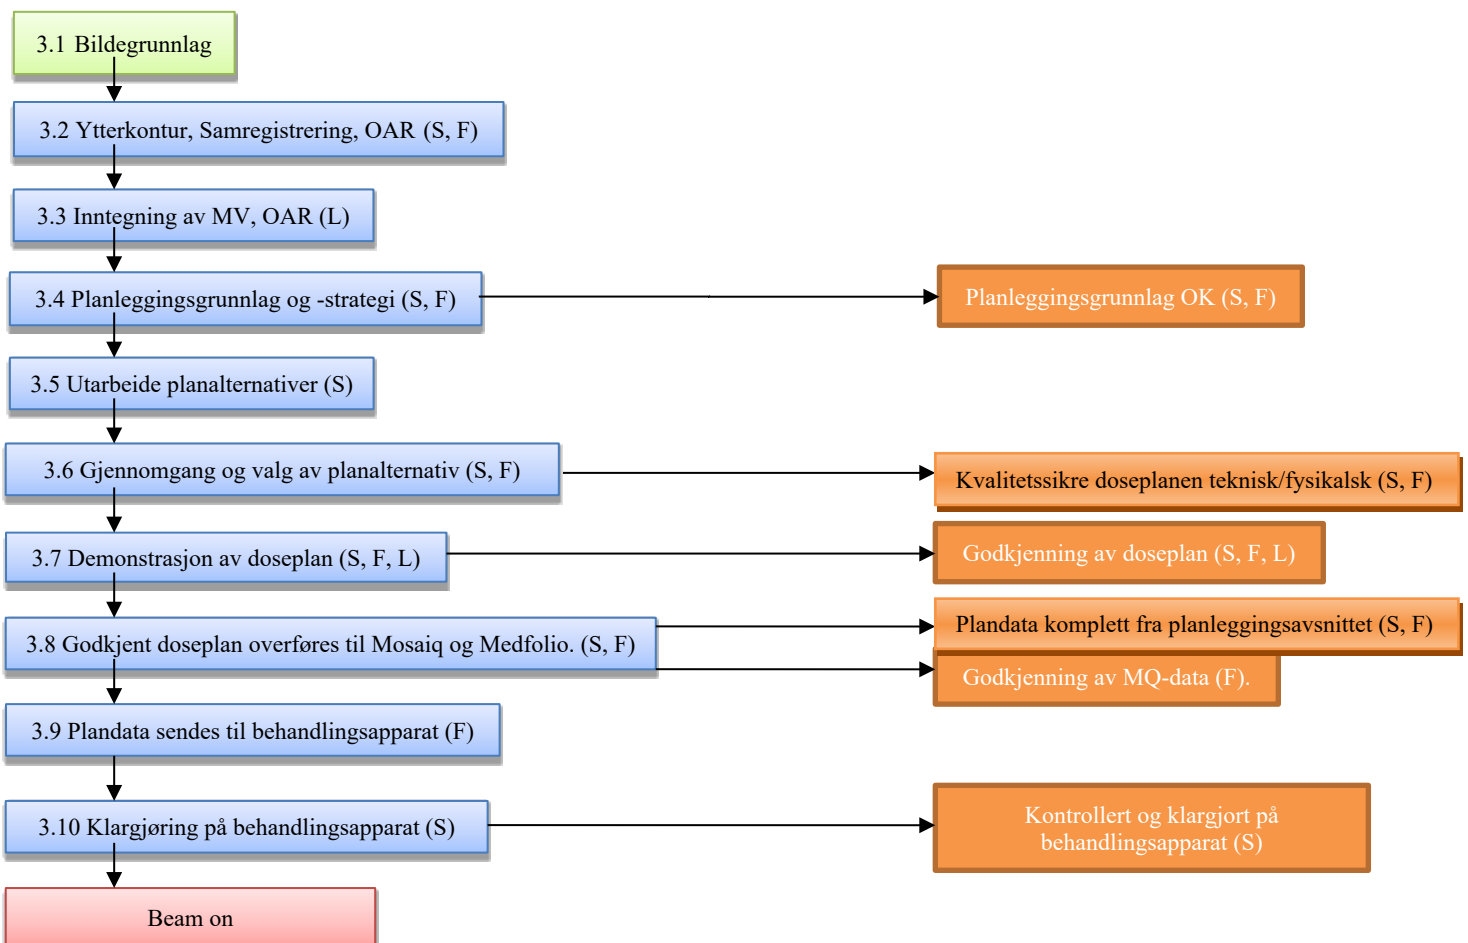 3.1 Bildegrunnlag
3.2 Ytterkontur, Samregistrering, OAR (S, F)
3.3 Inntegning av MV, OAR (L)
3.4 Planleggingsgrunnlag og -strategi (S, F)
Planleggingsgrunnlag OK (S, F)
3.5 Utarbeide planalternativer (S)
3.6 Gjennomgang og valg av planalternativ (S, F)
Kvalitetssikre doseplanen teknisk/fysikalsk (S, F)
3.7 Demonstrasjon av doseplan (S, F, L)
Godkjenning av doseplan (S, F, L)
3.8 Godkjent doseplan overføres til Mosaiq og Medfolio. (S, F)
Plandata komplett fra planleggingsavsnittet (S, F)
Godkjenning av MQ-data (F).
3.9 Plandata sendes til behandlingsapparat (F)
3.10 Klargjøring på behandlingsapparat (S)
Kontrollert og klargjort på
behandlingsapparat (S)
Beam on